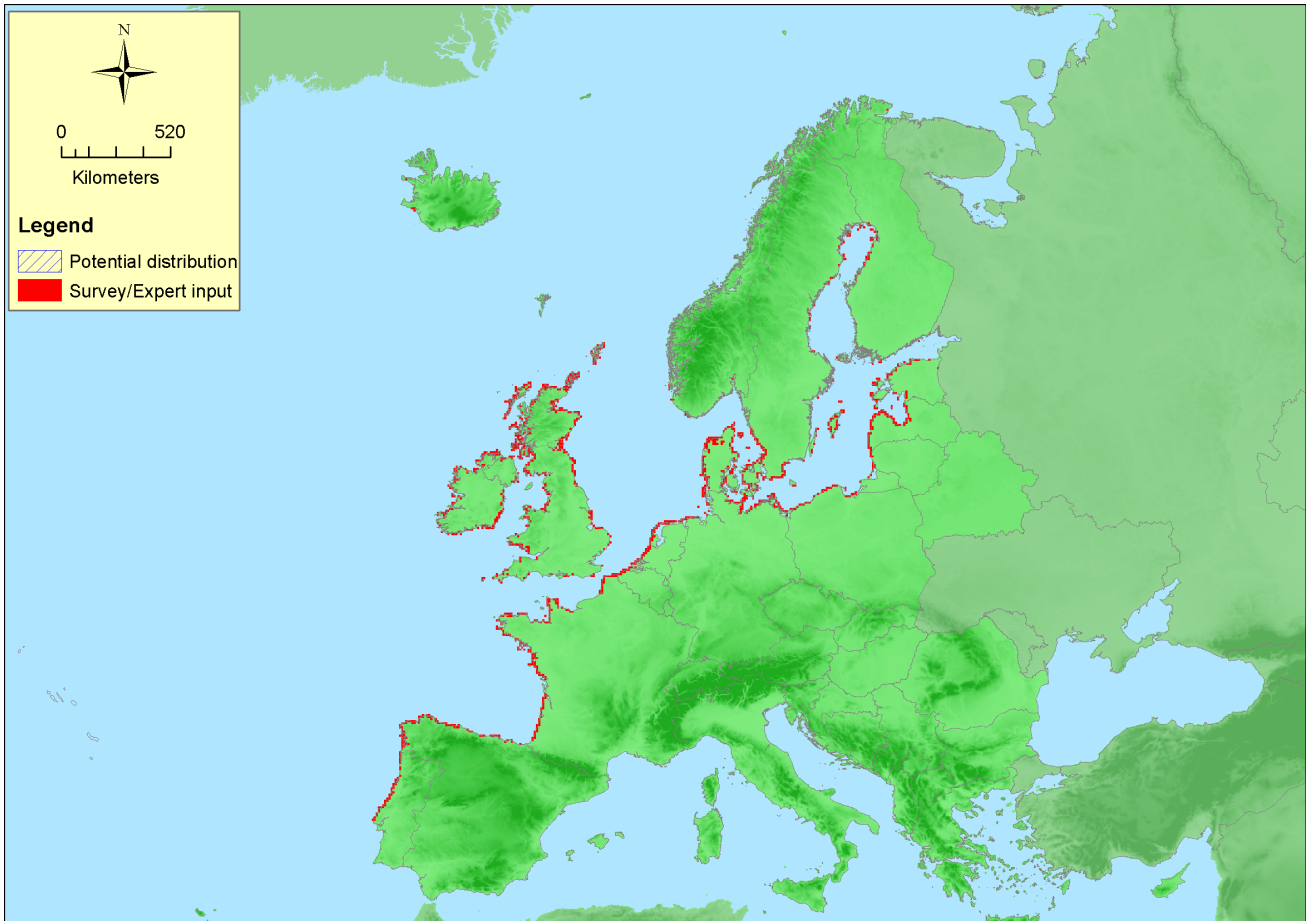 N
0 520
Kilometers
Legend
Potential distribution
Survey/Expert input